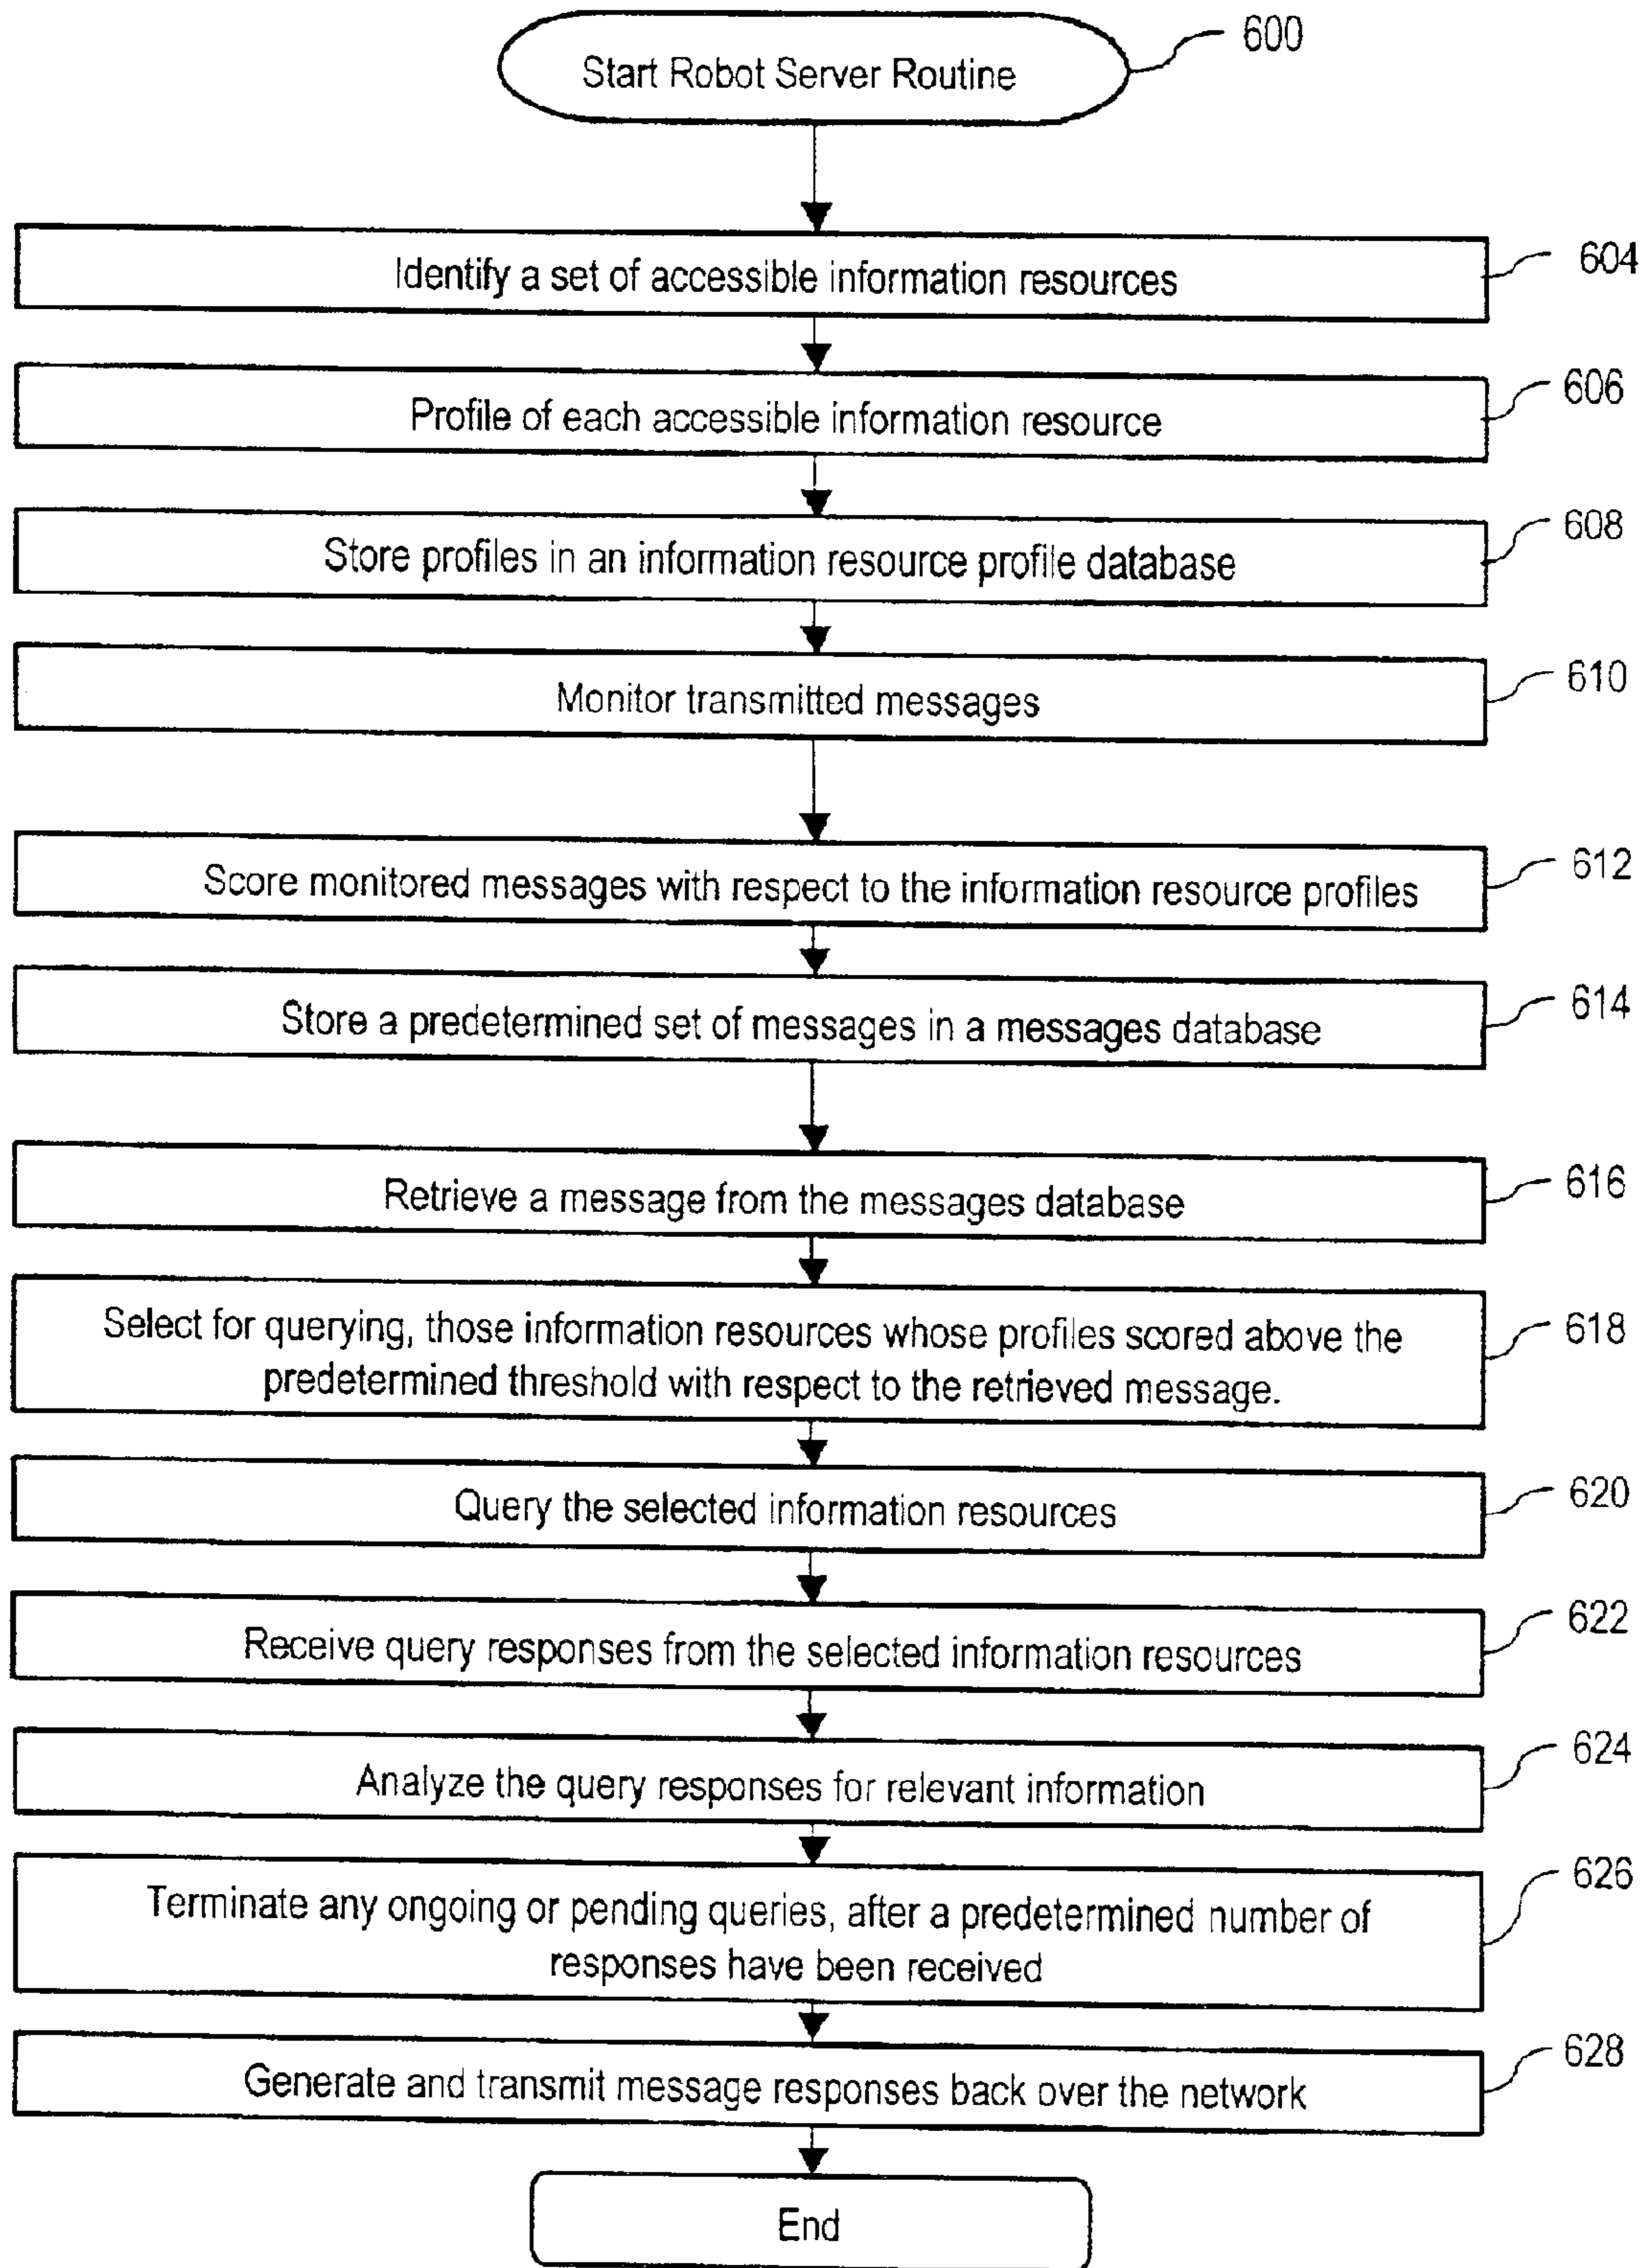 Start Robot Server Routine
600
Identify a set of accessible information resources
604
Profile of each accessible information resource
606
Store profiles in an information resource profile database
608
Monitor transmitted messages
610
Score monitored messages with respect to the information resource profiles
612
Store a predetermined set of messages in a messages database
614
Retrieve a message from the messages database
616
Select for querying, those information resources whose profiles scored above the
predetermined threshold with respect to the retrieved message.
618
Query the selected information resources
620
Receive query responses from the selected information resources
622
Analyze the query responses for relevant information
624
Terminate any ongoing or pending queries, after a predetermined number of
responses have been received
626
Generate and transmit message responses back over the network
628
End